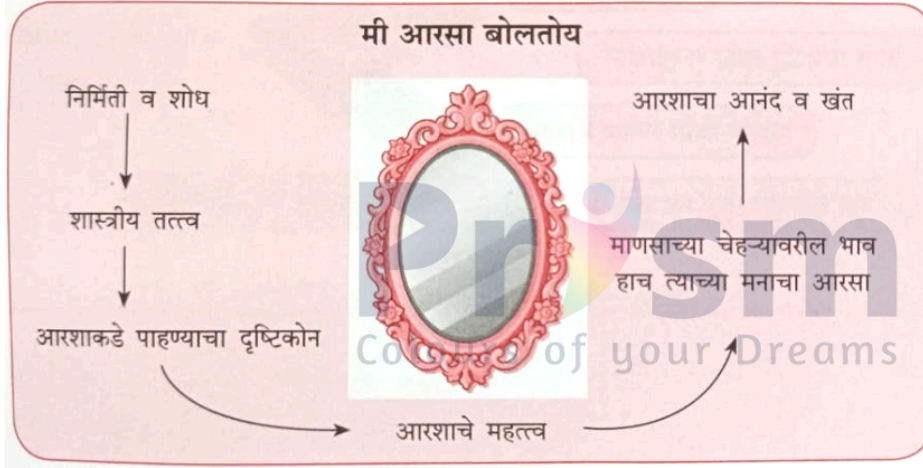 मी आरसा बोलतोय
निर्मिती व शोध
शास्त्रीय तत्त्व
आरशाकडे पाहण्याचा दृष्टिकोन
आरशाचे महत्त्व
माणसाच्या चेहऱ्यावरील भाव
हाच त्याच्या मनाचा आरसा
आरशाचा आनंद व खंत
Prism
Colours of your Dreams